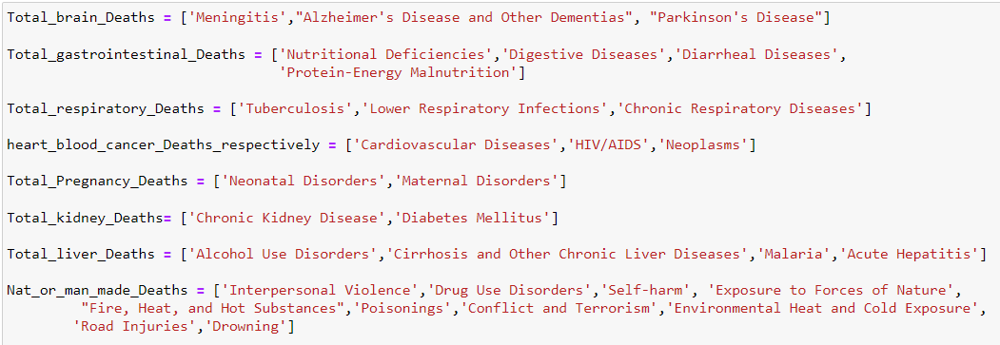 Total_brain_Deaths = ['Meningitis',"Alzheimer's Disease and Other Dementias", "Parkinson's Disease"]
Total_gastrointestinal_Deaths = ['Nutritional Deficiencies','Digestive Diseases','Diarrheal Diseases',
'Protein-Energy Malnutrition']
Total_respiratory_Deaths = ['Tuberculosis','Lower Respiratory Infections','Chronic Respiratory Diseases']
heart_blood_cancer_Deaths_respectively = ['Cardiovascular Diseases','HIV/AIDS','Neoplasms']
Total_Pregnancy_Deaths = ['Neonatal Disorders','Maternal Disorders']
Total_kidney_Deaths= ['Chronic Kidney Disease','Diabetes Mellitus']
Total_liver_Deaths = ['Alcohol Use Disorders','Cirrhosis and Other Chronic Liver Diseases','Malaria','Acute Hepatitis']
Nat_or_man_made_Deaths = ['Interpersonal Violence','Drug Use Disorders','Self-harm', 'Exposure to Forces of Nature',
"Fire, Heat, and Hot Substances",'Poisonings','Conflict and Terrorism','Environmental Heat and Cold Exposure',
'Road Injuries','Drowning']